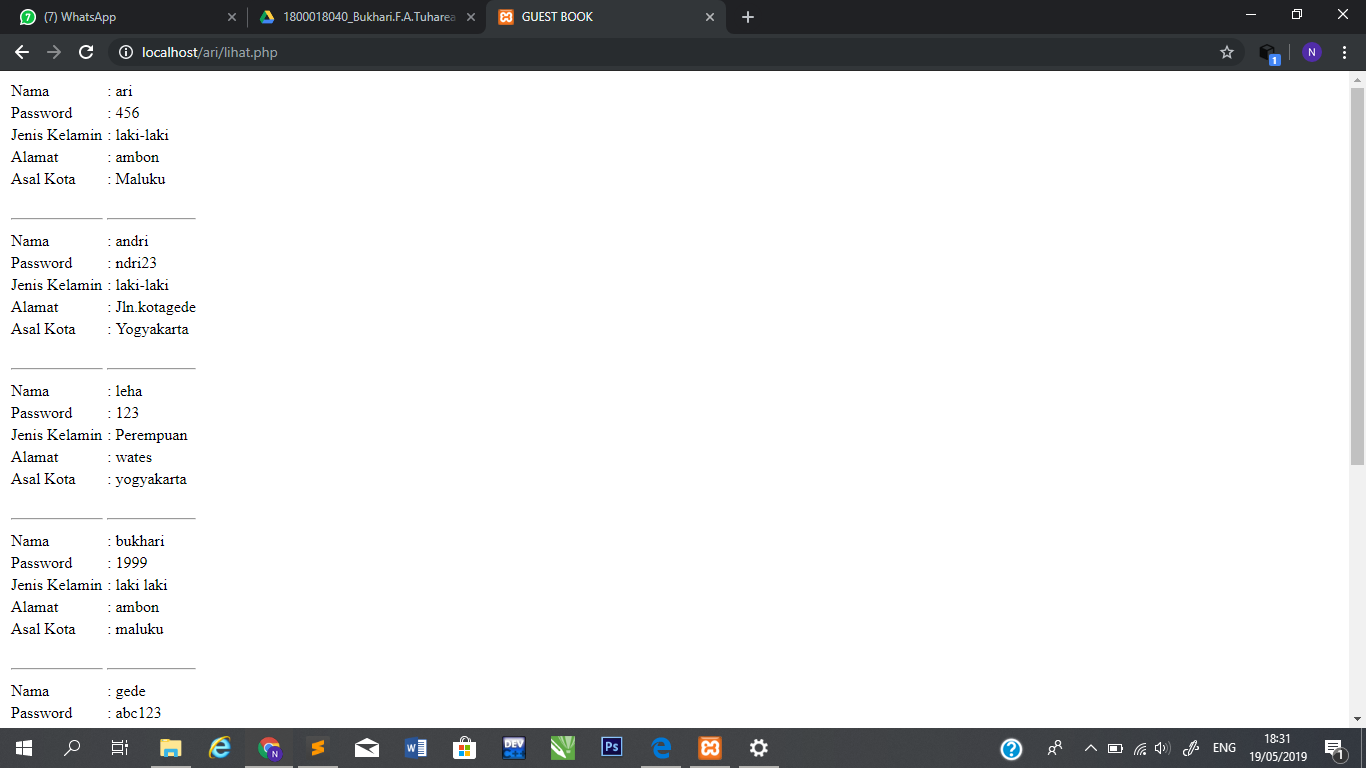 (7) WhatsApp
1800018040_Bukhari.F.A.Tuharea
GUEST BOOK
localhost/ari/lihat.php
1
N
Nama : ari
Password : 456
Jenis Kelamin : laki-laki
Alamat : ambon
Asal Kota : Maluku
Nama : andri
Password : ndri23
Jenis Kelamin : laki-laki
Alamat : Jln.kotagede
Asal Kota : Yogyakarta
Nama : leha
Password : 123
Jenis Kelamin : Perempuan
Alamat : wates
Asal Kota : yogyakarta
Nama : bukhari
Password : 1999
Jenis Kelamin : laki laki
Alamat : ambon
Asal Kota : maluku
Nama : gede
Password : abc123
ENG
18:31
19/05/2019